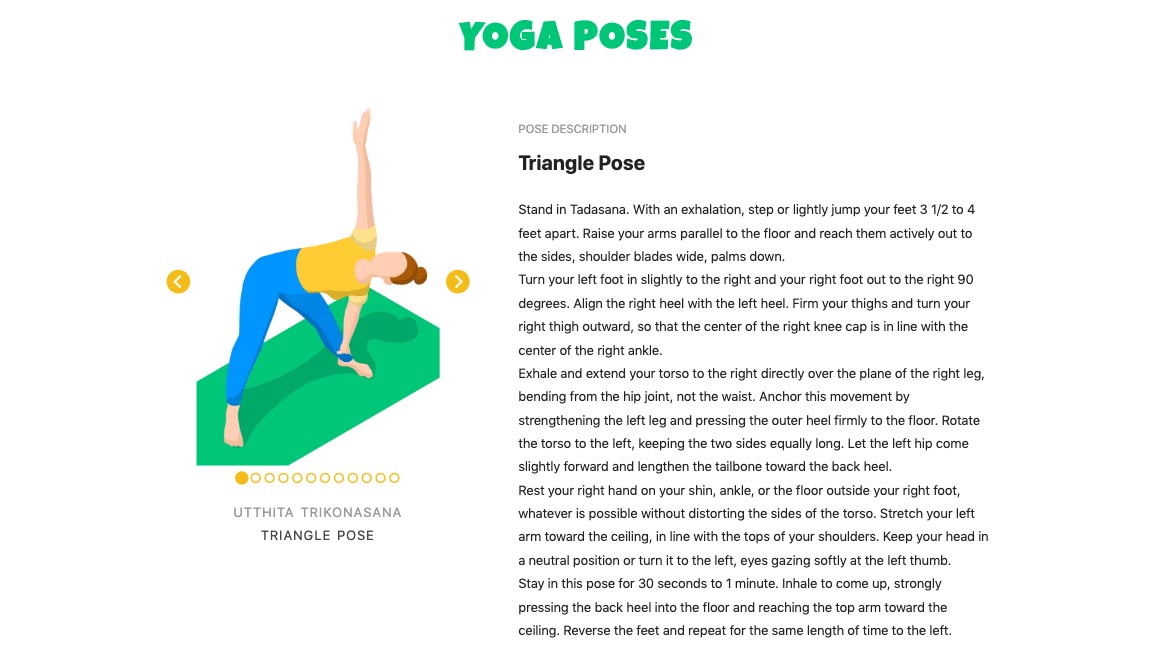 YOGA POSES
UTTHITA TRIKONASANA
TRIANGLE POSE
POSE DESCRIPTION
Triangle Pose
Stand in Tadasana. With an exhalation, step or lightly jump your feet 3 1/2 to 4
feet apart. Raise your arms parallel to the floor and reach them actively out to
the sides, shoulder blades wide, palms down.
Turn your left foot in slightly to the right and your right foot out to the right 90
degrees. Align the right heel with the left heel. Firm your thighs and turn your
right thigh outward, so that the center of the right knee cap is in line with the
center of the right ankle.
Exhale and extend your torso to the right directly over the plane of the right leg,
bending from the hip joint, not the waist. Anchor this movement by
strengthening the left leg and pressing the outer heel firmly to the floor. Rotate
the torso to the left, keeping the two sides equally long. Let the left hip come
slightly forward and lengthen the tailbone toward the back heel.
Rest your right hand on your shin, ankle, or the floor outside your right foot,
whatever is possible without distorting the sides of the torso. Stretch your left
arm toward the ceiling, in line with the tops of your shoulders. Keep your head in
a neutral position or turn it to the left, eyes gazing softly at the left thumb.
Stay in this pose for 30 seconds to 1 minute. Inhale to come up, strongly
pressing the back heel into the floor and reaching the top arm toward the
ceiling. Reverse the feet and repeat for the same length of time to the left.